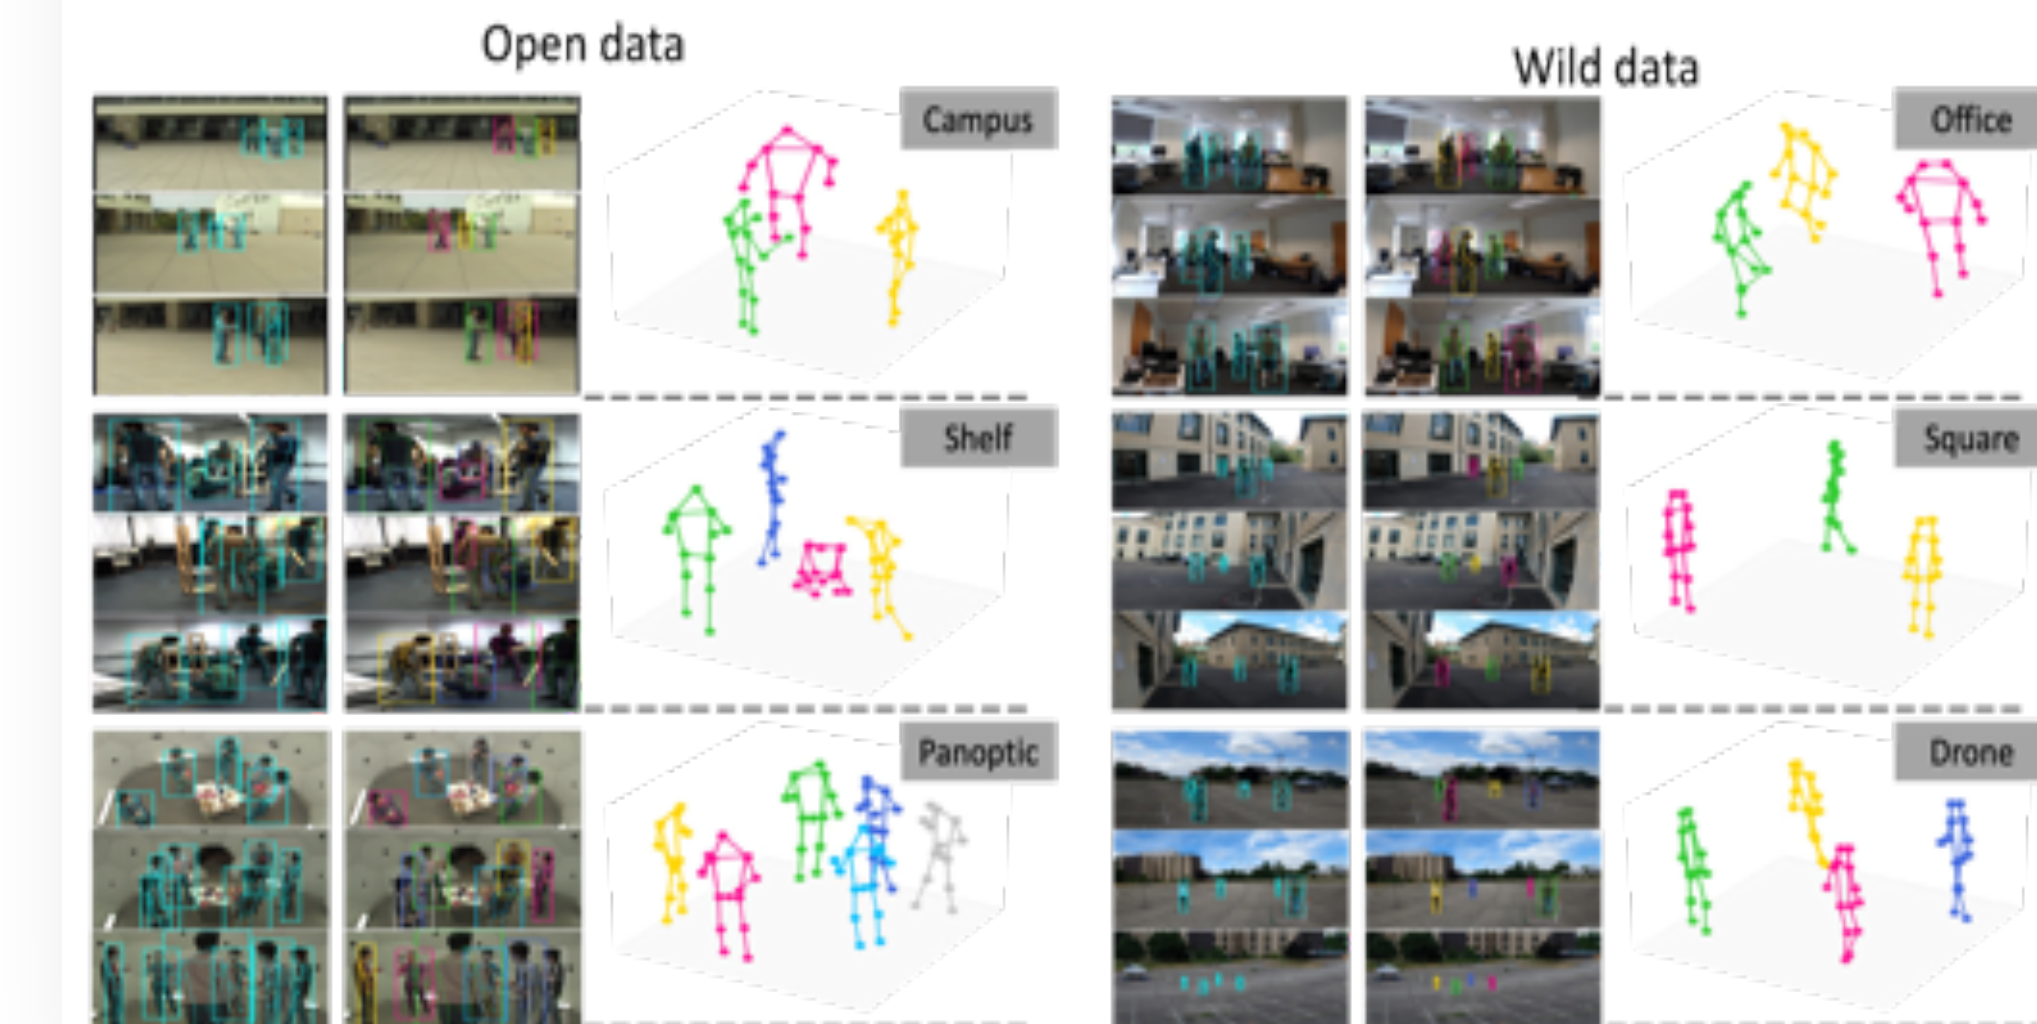 Open data
Campus
Shelf
Panoptic
Wild data
Office
Square
Drone